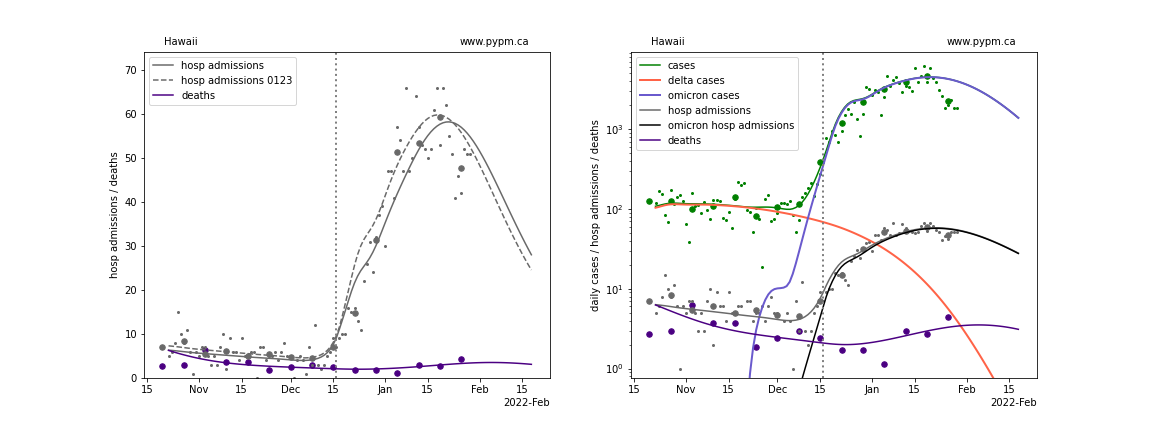 Hawaii www.pypm.ca
hosp admissions
hosp admissions 0123
deaths
hosp admissions / deaths
70
60
50
40
30
20
10
0
15 Nov 15 Dec 15 Jan 15 Feb 15
2022-Feb
Hawaii www.pypm.ca
cases
delta cases
omicron cases
hosp admissions
omicron hosp admissions
deaths
daily cases / hosp admissions / deaths
10³
10²
10¹
10⁰
15 Nov 15 Dec 15 Jan 15 Feb 15
2022-Feb